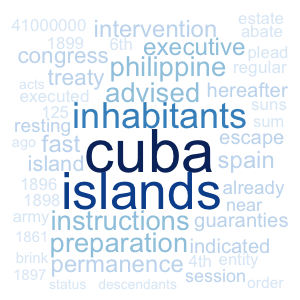 estate
41000000 intervention abate
1899 6th executive plead
congress philippine regular
treaty
acts advised hereafter
executed
125 inhabitants suns
resting sum
ago fast cuba escape
island spain
1896 islands already
1898 near
army instructions guaranties
1861
brink preparation indicated
1897 permanence 4th entity
session
status descendants order